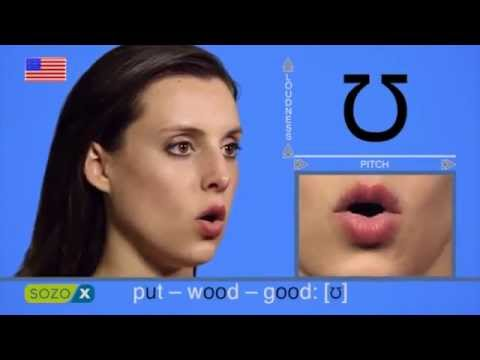 LOUDNESS
Ʊ
PITCH
SOZO X
put – wood – good: [ʊ]